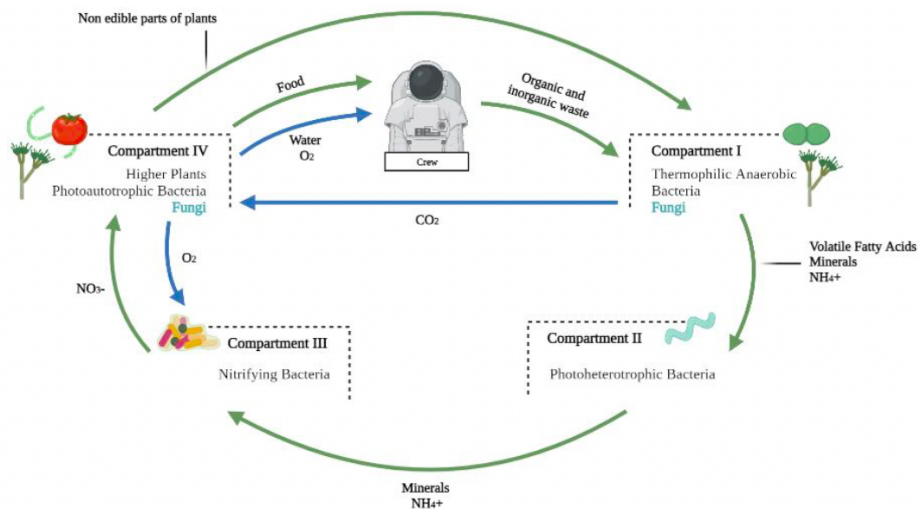 Non edible parts of plants
Food
Organic and
inorganic waste
Water
O2
Crew
Compartment IV
Higher Plants
Photoautotrophic Bacteria
Fungi
Compartment I
Thermophilic Anaerobic
Bacteria
Fungi
CO2
O2
NO3-
Volatile Fatty Acids
Minerals
NH4+
Compartment III
Nitrifying Bacteria
Compartment II
Photoheterotrophic Bacteria
Minerals
NH4+